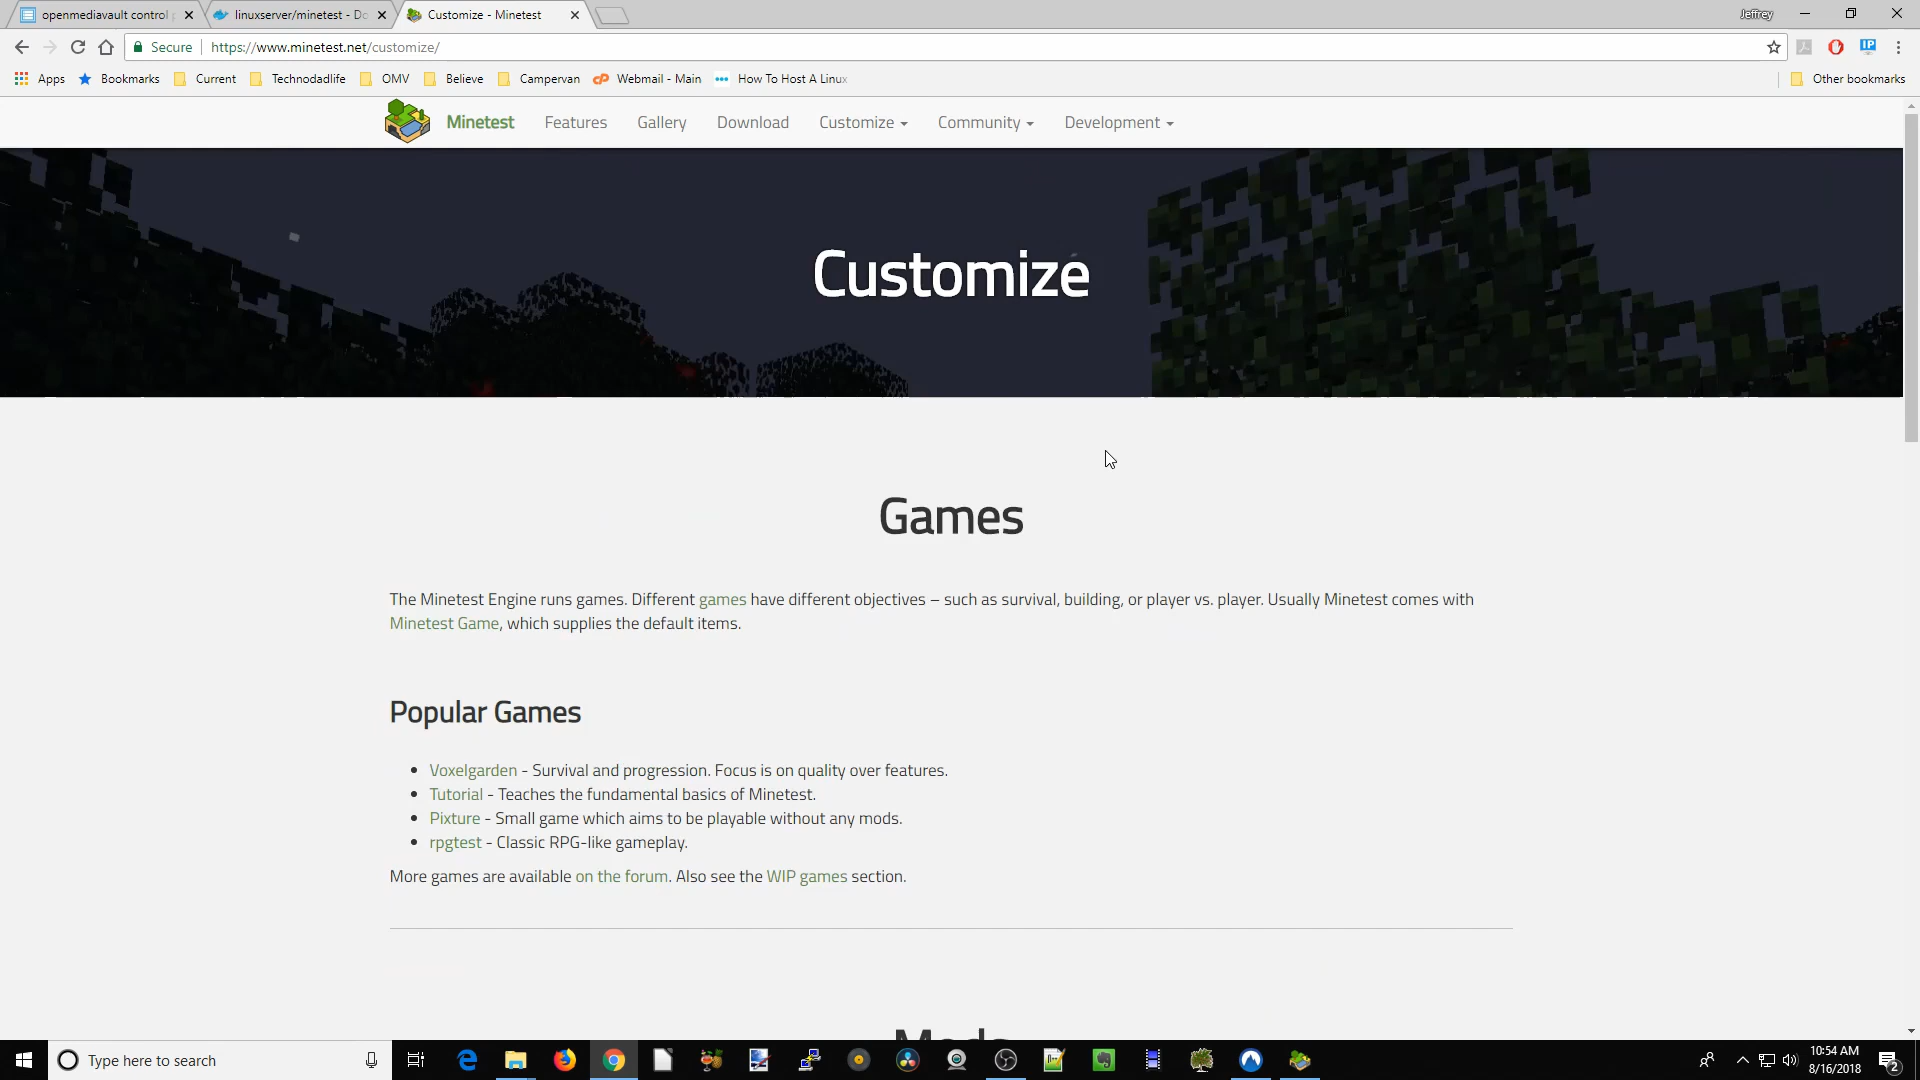 openmediavault control p
linuxserver/minetest - Do
Customize - Minetest
Jeffrey
Secure
https://www.minetest.net/customize/
IP
Apps
Bookmarks
Current
Technodadlife
OMV
Believe
Campervan
Webmail - Main
How To Host A Linux
Other bookmarks
Minetest
Features
Gallery
Download
Customize
Community
Development
Customize
Games
The Minetest Engine runs games. Different games have different objectives – such as survival, building, or player vs. player. Usually Minetest comes with
Minetest Game, which supplies the default items.
Popular Games
Voxelgarden - Survival and progression. Focus is on quality over features.
Tutorial - Teaches the fundamental basics of Minetest.
Pixture - Small game which aims to be playable without any mods.
rpgtest - Classic RPG-like gameplay.
More games are available on the forum. Also see the WIP games section.
Mods
Type here to search
10:54 AM
8/16/2018
2